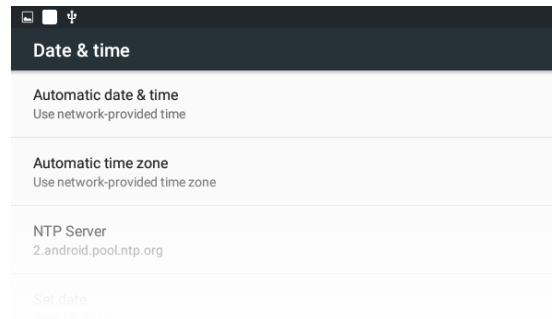 Date & time
Automatic date & time
Use network-provided time
Automatic time zone
Use network-provided time zone
NTP Server
2.android.pool.ntp.org
Set date